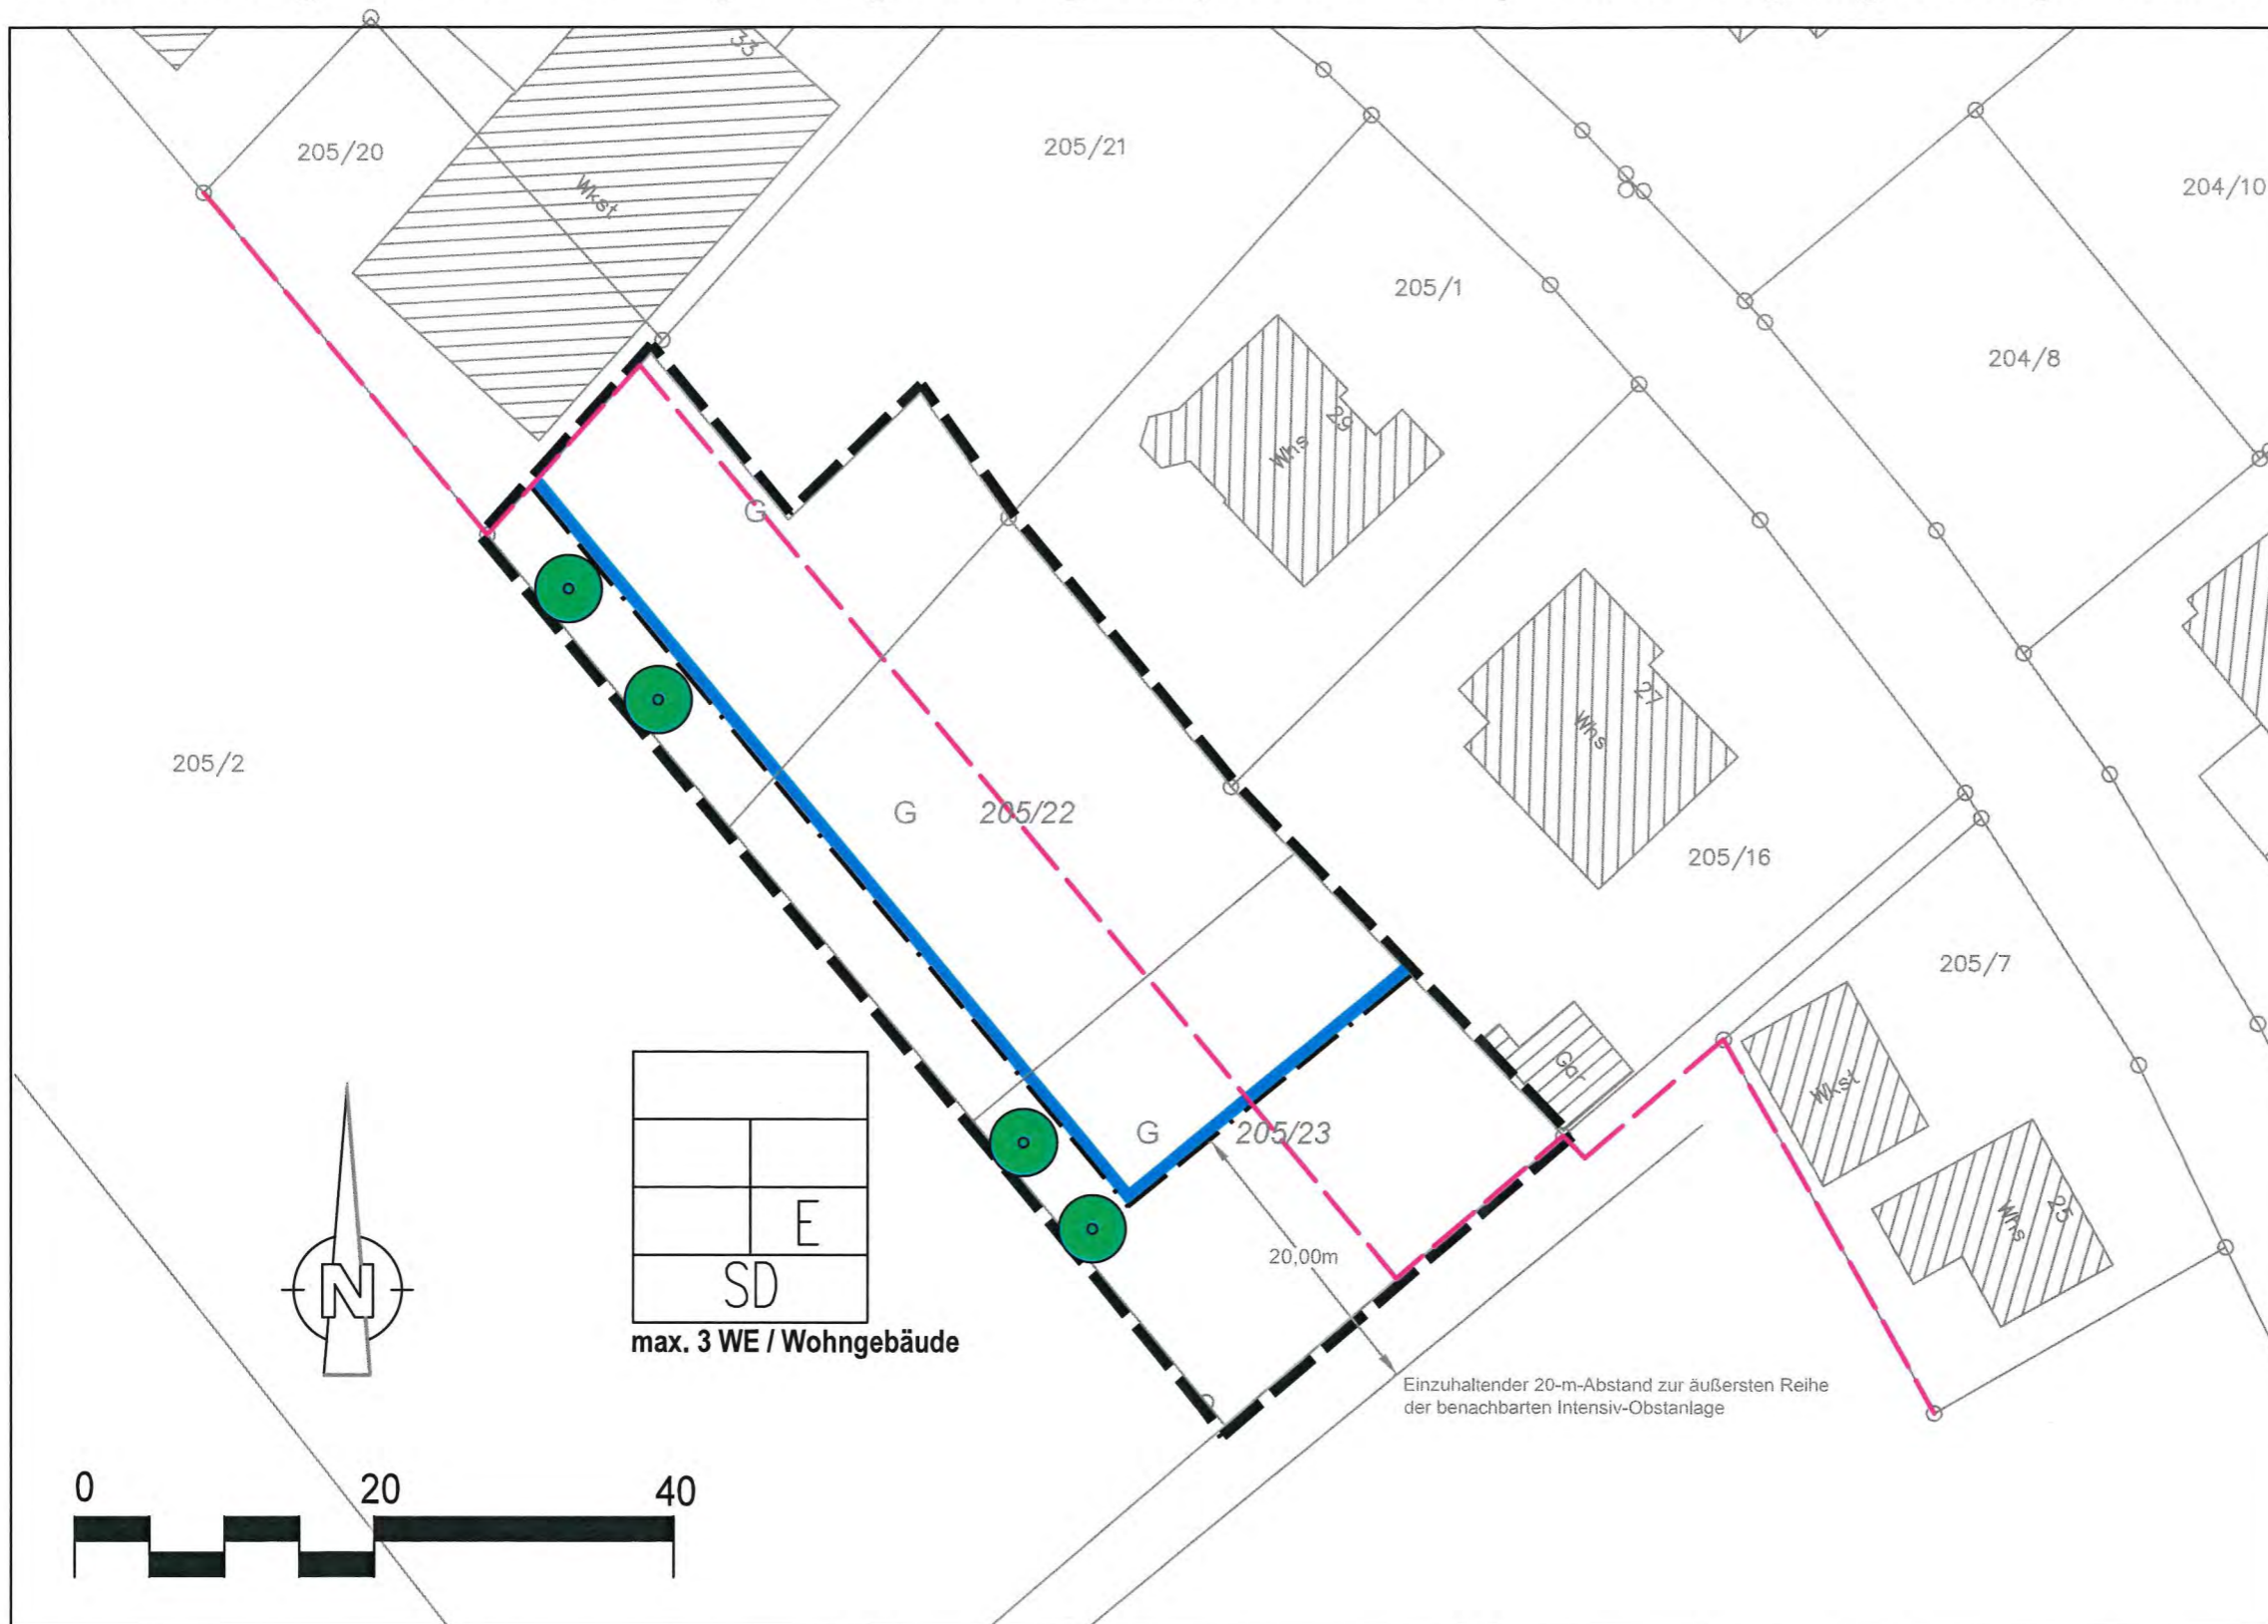 33
205/20
205/21
204/10
Wkst
205/1
204/8
29
Whs
G
27
Whs
205/2
G
205/22
205/16
205/7
Gar
Wkst
E
G
205/23
25
Whs
20,00m
N
SD
max. 3 WE / Wohngebäude
Einzuhaltender 20-m-Abstand zur äußersten Reihe
der benachbarten Intensiv-Obstanlage
0 20 40